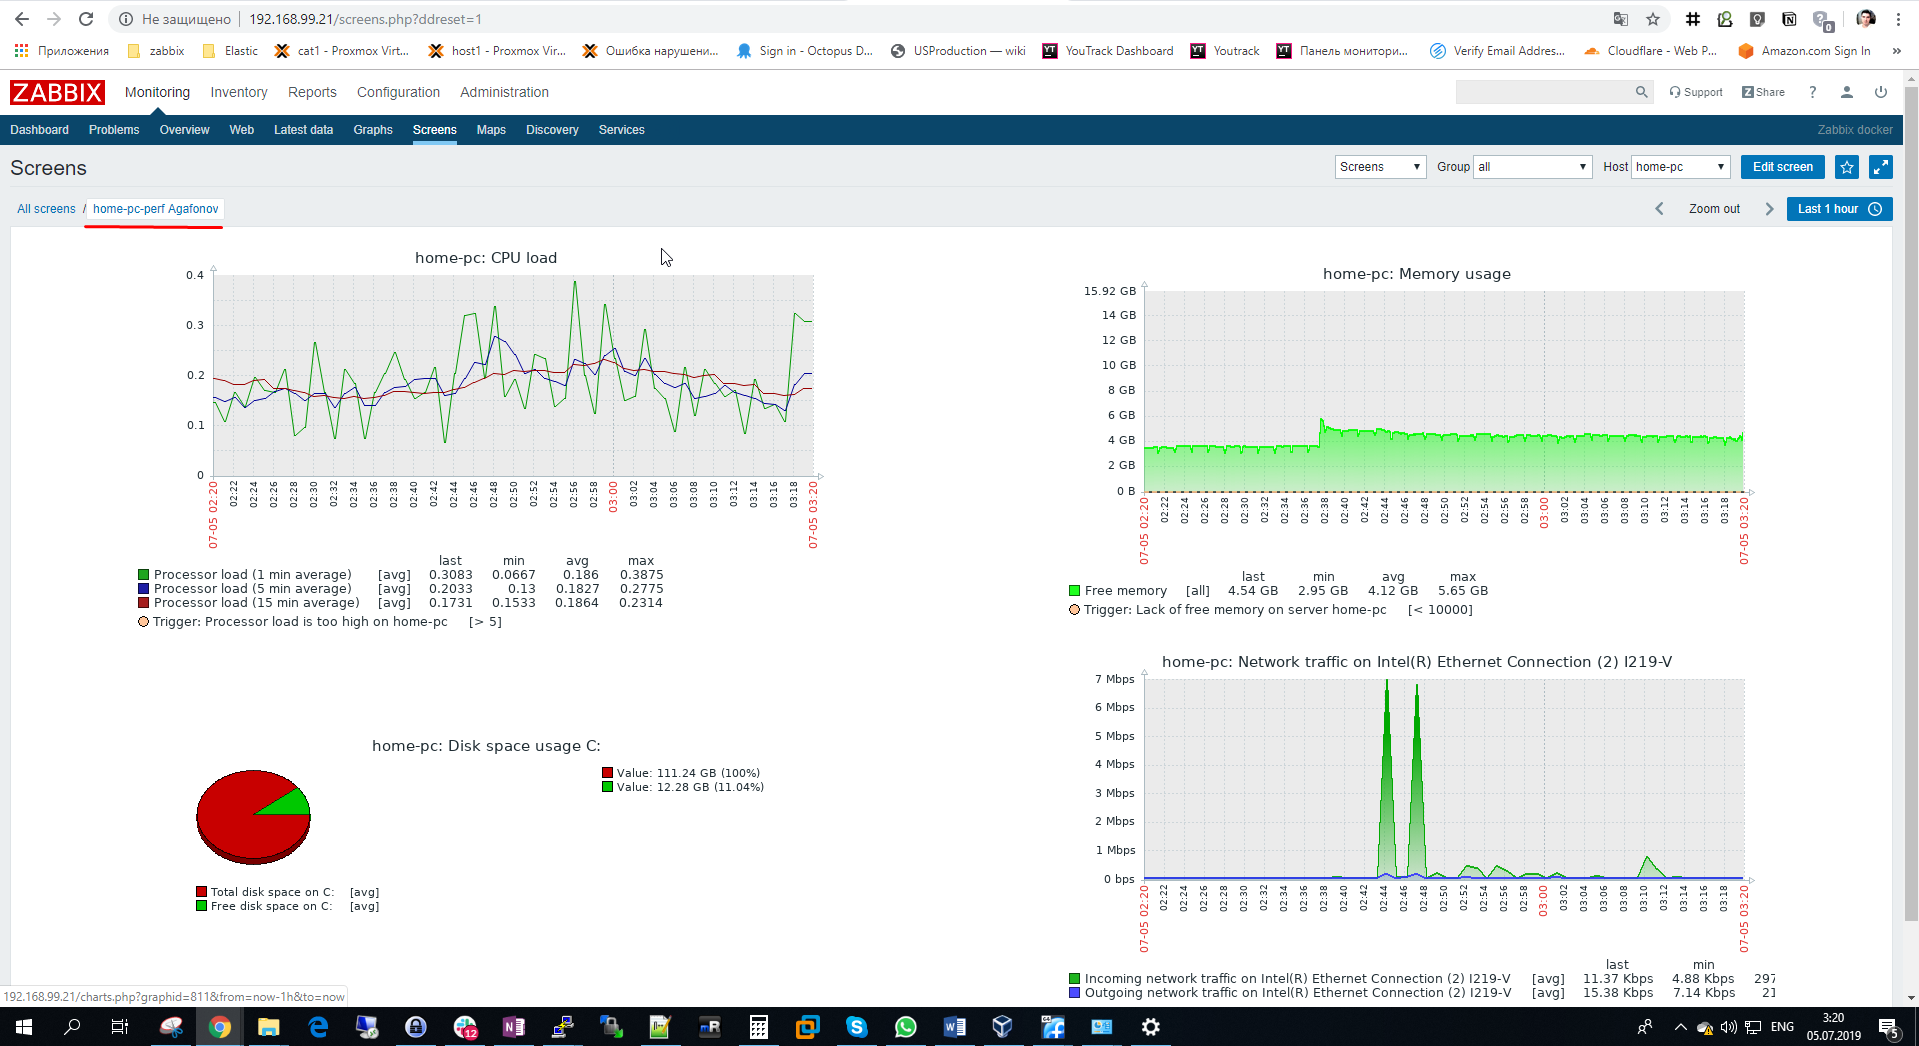 Не защищено 192.168.99.21/screens.php?ddreset=1
Приложения zabbix Elastic cat1 - Proxmox Virt... host1 - Proxmox Vir... Ошибка нарушени... Sign in - Octopus D... USProduction — wiki YouTrack Dashboard Youtrack Панель монитори... Verify Email Addres... Cloudflare - Web P... Amazon.com Sign In »
ZABBIX Monitoring Inventory Reports Configuration Administration Support Z Share ?
Dashboard Problems Overview Web Latest data Graphs Screens Maps Discovery Services Zabbix docker
Screens Screens Group all Host home-pc Edit screen
All screens / home-pc-perf Agafonov Zoom out Last 1 hour
home-pc: CPU load
0.4
0.3
0.2
0.1
0
07-05 02:20 02:22 02:24 02:26 02:28 02:30 02:32 02:34 02:36 02:38 02:40 02:42 02:44 02:46 02:48 02:50 02:52 02:54 02:56 02:58 03:00 03:02 03:04 03:06 03:08 03:10 03:12 03:14 03:16 03:18 07-05 03:20
last min avg max
Processor load (1 min average) [avg] 0.3083 0.0667 0.186 0.3875
Processor load (5 min average) [avg] 0.2033 0.13 0.1827 0.2775
Processor load (15 min average) [avg] 0.1731 0.1533 0.1864 0.2314
Trigger: Processor load is too high on home-pc [> 5]
home-pc: Memory usage
15.92 GB
14 GB
12 GB
10 GB
8 GB
6 GB
4 GB
2 GB
0 B
07-05 02:20 02:22 02:24 02:26 02:28 02:30 02:32 02:34 02:36 02:38 02:40 02:42 02:44 02:46 02:48 02:50 02:52 02:54 02:56 02:58 03:00 03:02 03:04 03:06 03:08 03:10 03:12 03:14 03:16 03:18 07-05 03:20
last min avg max
Free memory [all] 4.54 GB 2.95 GB 4.12 GB 5.65 GB
Trigger: Lack of free memory on server home-pc [< 10000]
home-pc: Disk space usage C:
Value: 111.24 GB (100%)
Value: 12.28 GB (11.04%)
Total disk space on C: [avg]
Free disk space on C: [avg]
home-pc: Network traffic on Intel(R) Ethernet Connection (2) I219-V
7 Mbps
6 Mbps
5 Mbps
4 Mbps
3 Mbps
2 Mbps
1 Mbps
0 bps
07-05 02:20 02:22 02:24 02:26 02:28 02:30 02:32 02:34 02:36 02:38 02:40 02:42 02:44 02:46 02:48 02:50 02:52 02:54 02:56 02:58 03:00 03:02 03:04 03:06 03:08 03:10 03:12 03:14 03:16 03:18 07-05 03:20
last min
Incoming network traffic on Intel(R) Ethernet Connection (2) I219-V [avg] 11.37 Kbps 4.88 Kbps 297
Outgoing network traffic on Intel(R) Ethernet Connection (2) I219-V [avg] 15.38 Kbps 7.14 Kbps 21
192.168.99.21/charts.php?graphid=811&from=now-1h&to=now
ENG 3:20
05.07.2019